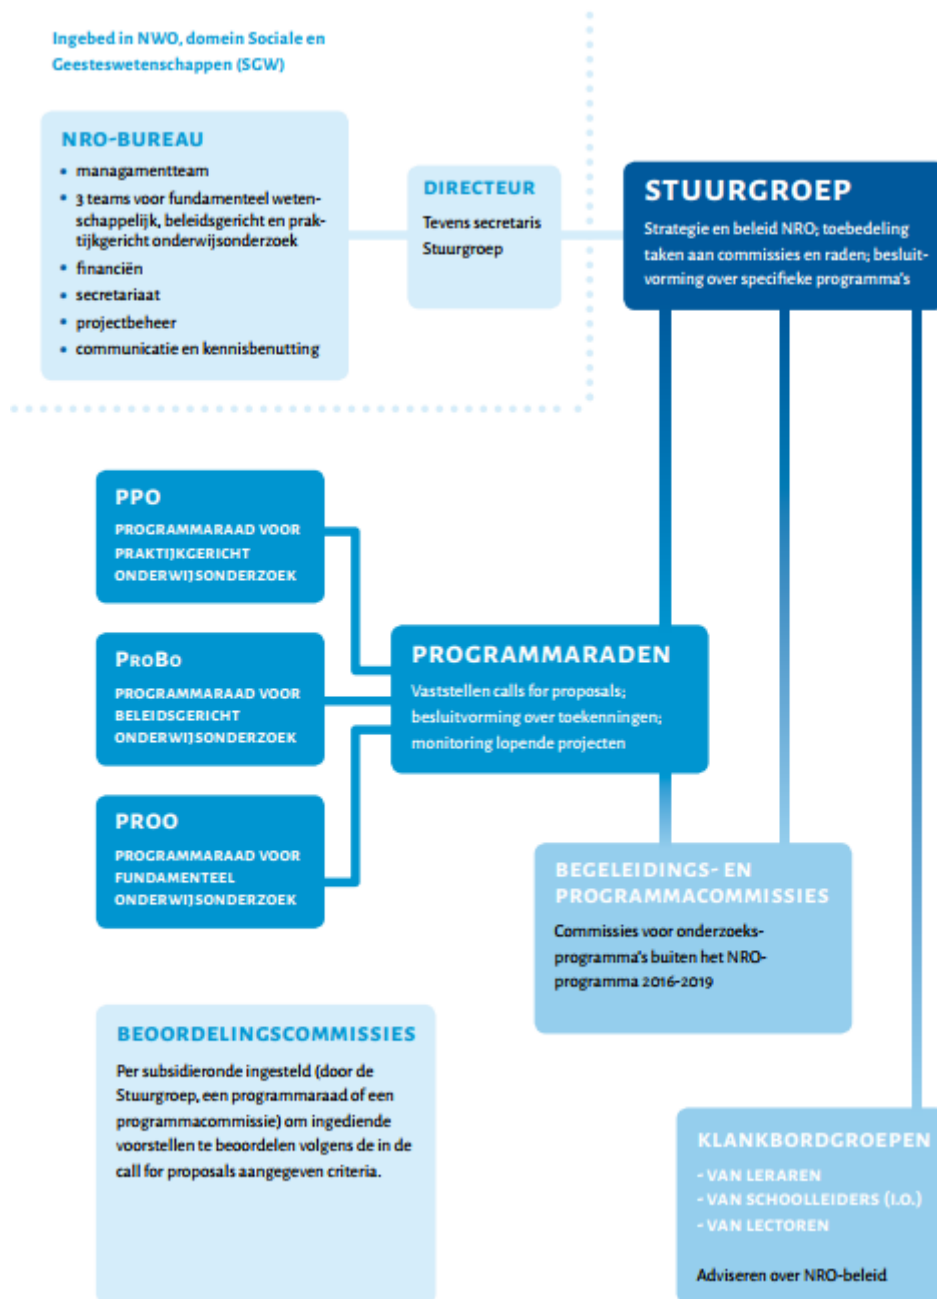 Ingebed in NWO, domein Sociale en
Geesteswetenschappen (SGW)
NRO-BUREAU
• managamentteam
• 3 teams voor fundamenteel weten-
schappelijk, beleidsgericht en prak-
tijkgericht onderwijsonderzoek
• financiën
• secretariaat
• projectbeheer
• communicatie en kennisbenutting
DIRECTEUR
Tevens secretaris
Stuurgroep
STUURGROEP
Strategie en beleid NRO; toebedeling
taken aan commissies en raden; besluit-
vorming over specifieke programma's
PPO
PROGRAMMARAAD VOOR
PRAKTIJKGERICHT
ONDERWIJSONDERZOEK
PROBO
PROGRAMMARAAD VOOR
BELEIDSGERICHT
ONDERWIJSONDERZOEK
PROO
PROGRAMMARAAD VOOR
FUNDAMENTEEL
ONDERWIJSONDERZOEK
PROGRAMMARADEN
Vaststellen calls for proposals;
besluitvorming over toekenningen;
monitoring lopende projecten
BEGELEIDINGS- EN
PROGRAMMACOMMISSIES
Commissies voor onderzoeks-
programma's buiten het NRO-
programma 2016-2019
BEOORDELINGSCOMMISSIES
Per subsidieronde ingesteld (door de
Stuurgroep, een programmaraad of een
programmacommissie) om ingediende
voorstellen te beoordelen volgens de in de
call for proposals aangegeven criteria.
KLANKBORDGROEPEN
- VAN LERAREN
- VAN SCHOOLLEIDERS (I.O.)
- VAN LECTOREN
Adviseren over NRO-beleid